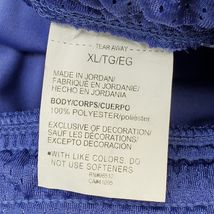 TEAR AWAY
XL/TG/EG
MADE IN JORDAN/
FABRIQUÉ EN JORDANIE/
HECHO EN JORDANIA
BODY/CORPS/CUERPO
100% POLYESTER/poliéster
EXCLUSIVE OF DECORATION/
SAUF LES DÉCORATIONS/
EXCEPTO DECORACIÓN
*WITH LIKE COLORS, DO
NOT USE SOFTENERS